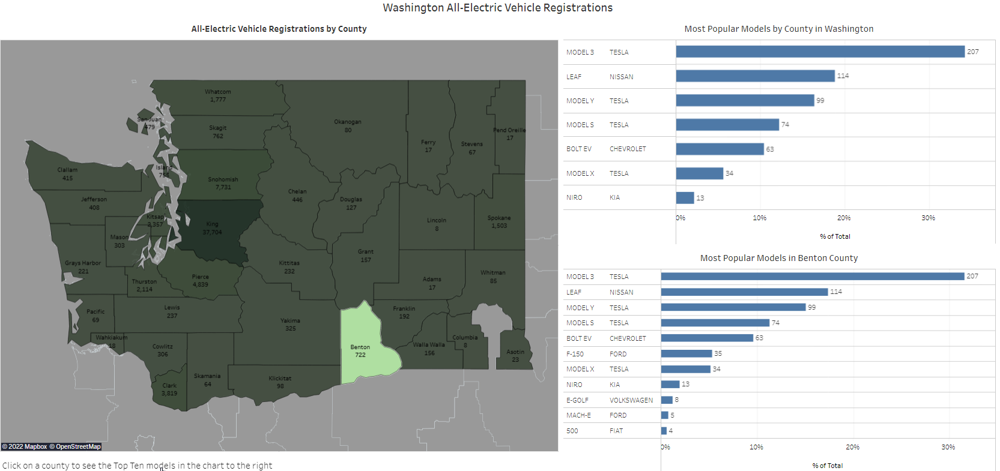 Washington All-Electric Vehicle Registrations
All-Electric Vehicle Registrations by County
Whatcom
1,777
San Juan
479
Skagit
762
Okanogan
80
Ferry
17
Stevens
67
Pend Oreille
17
Clallam
415
Island
755
Snohomish
7,731
Chelan
446
Douglas
127
Jefferson
408
Kitsap
2,357
King
37,704
Lincoln
8
Spokane
1,503
Mason
303
Grant
157
Grays Harbor
221
Thurston
2,114
Pierce
4,839
Kittitas
232
Adams
17
Whitman
85
Pacific
69
Lewis
237
Yakima
325
Franklin
192
Wahkiakum
18
Cowlitz
306
Benton
722
Walla Walla
156
Columbia
8
Asotin
23
Clark
3,819
Skamania
64
Klickitat
98
© 2022 Mapbox © OpenStreetMap
Click on a county to see the Top Ten models in the chart to the right
Most Popular Models by County in Washington
MODEL 3 TESLA 207
LEAF NISSAN 114
MODEL Y TESLA 99
MODEL S TESLA 74
BOLT EV CHEVROLET 63
MODEL X TESLA 34
NIRO KIA 13
0% 10% 20% 30%
% of Total
Most Popular Models in Benton County
MODEL 3 TESLA 207
LEAF NISSAN 114
MODEL Y TESLA 99
MODEL S TESLA 74
BOLT EV CHEVROLET 63
F-150 FORD 35
MODEL X TESLA 34
NIRO KIA 13
E-GOLF VOLKSWAGEN 8
MACH-E FORD 5
500 FIAT 4
0% 10% 20% 30%
% of Total